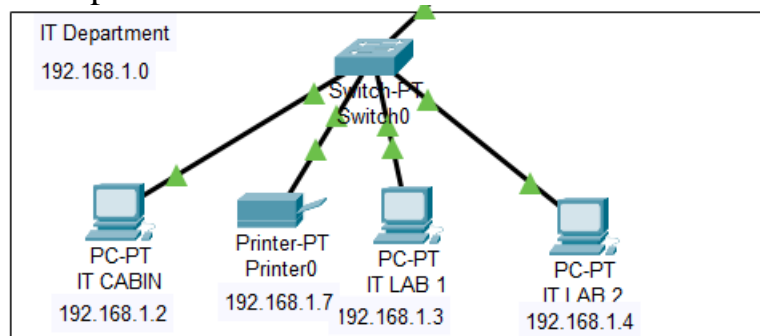 IT Department
192.168.1.0
Switch-PT
Switch0
PC-PT
IT CABIN
192.168.1.2
Printer-PT
Printer0
192.168.1.7
PC-PT
IT LAB 1
192.168.1.3
PC-PT
IT LAB 2
192.168.1.4